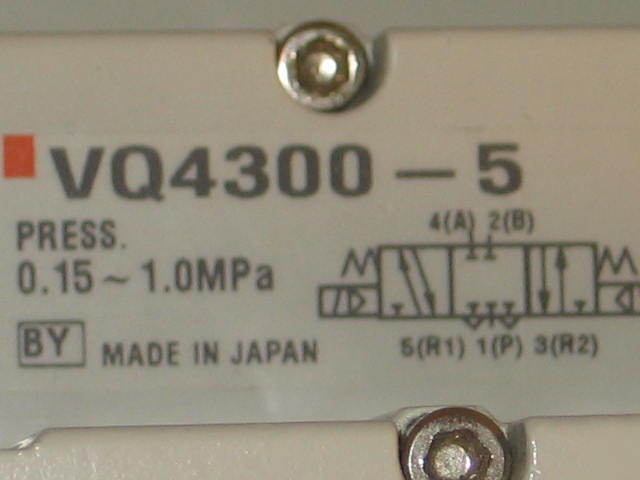 VQ4300-5
PRESS.
0.15~1.0MPa
4(A) 2(B)
BY MADE IN JAPAN
5(R1) 1(P) 3(R2)